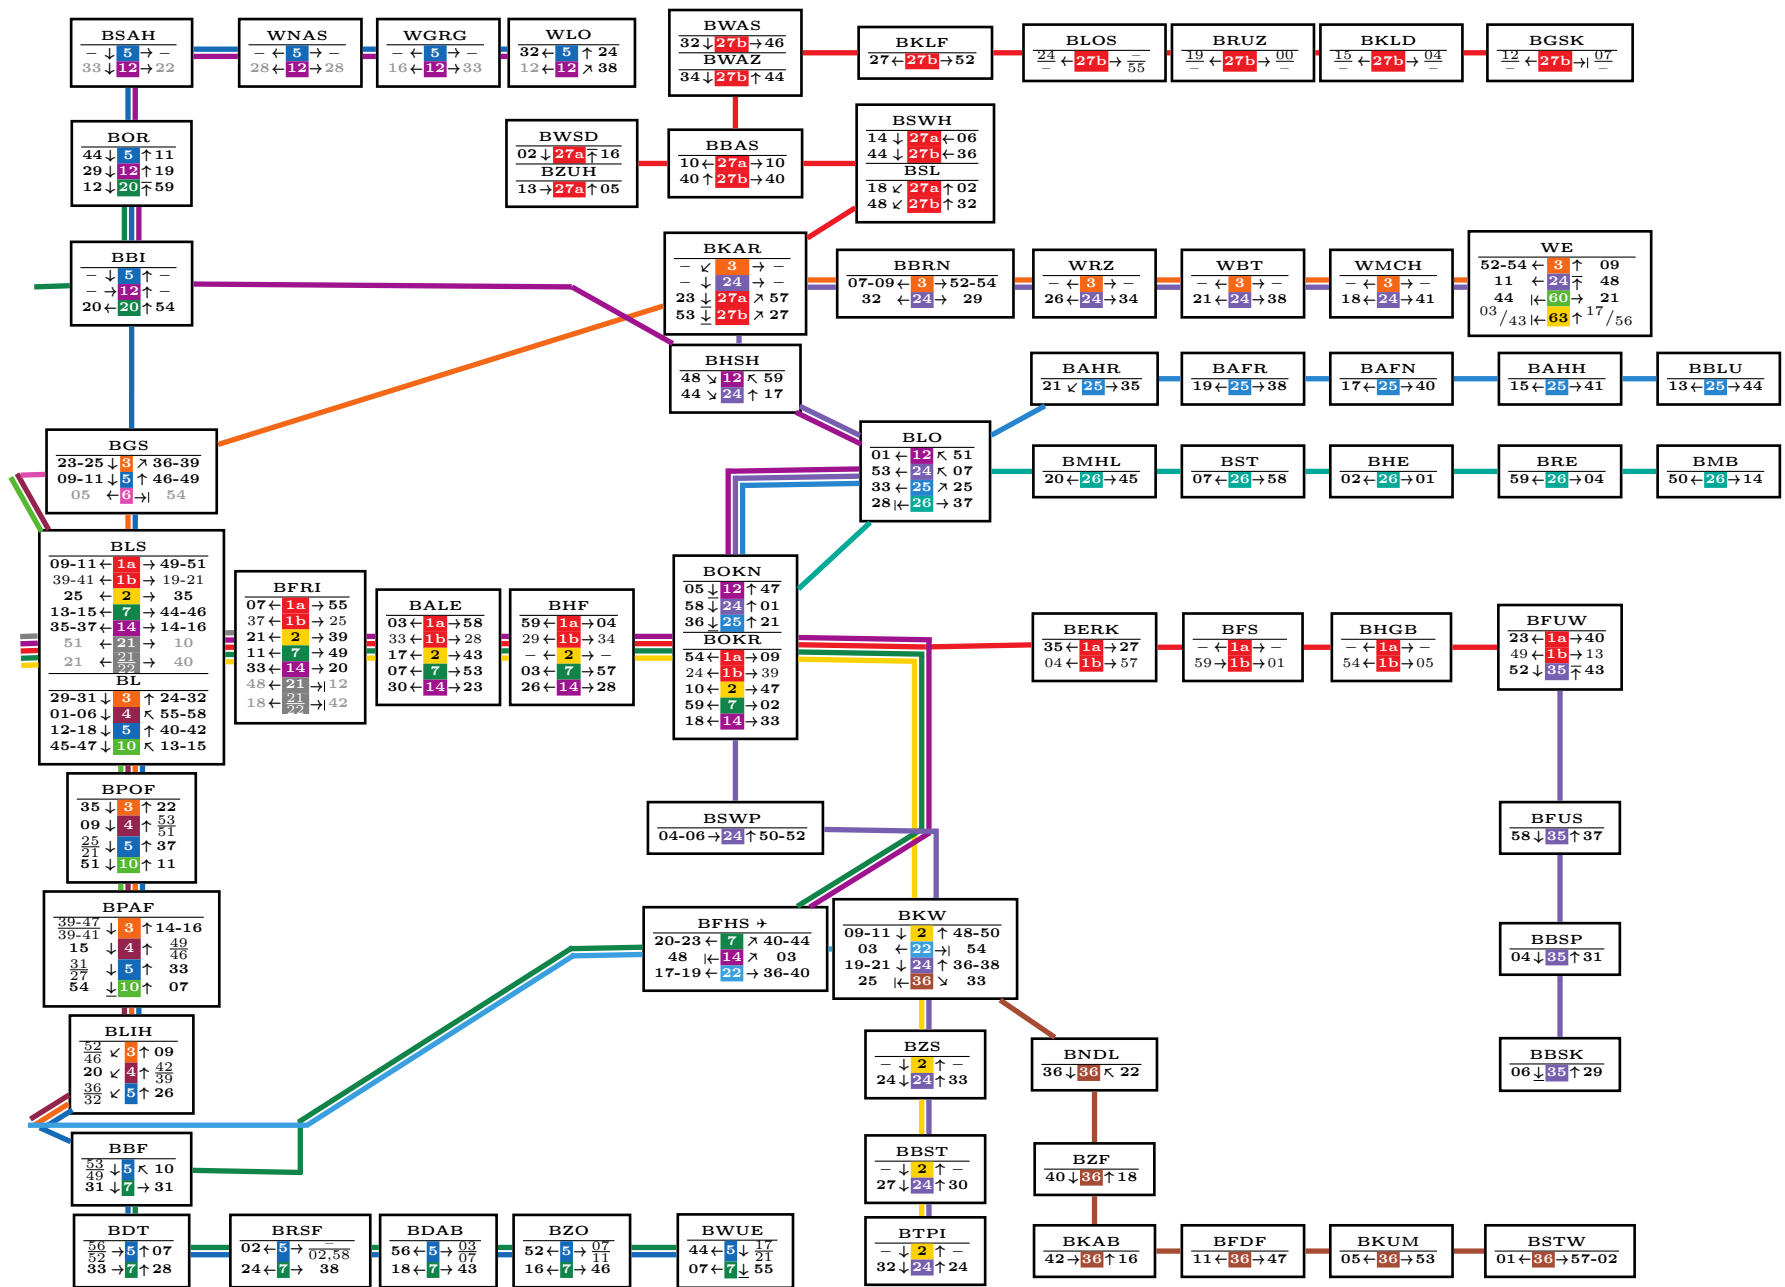 BSAH
– ↓ 5 → –
33 ↓ 12 → 22
WNAS
– ← 5 → –
28 ← 12 → 28
WGRG
– ← 5 → –
16 ← 12 → 33
WLO
32 ← 5 ↑ 24
12 ← 12 ↗ 38
BWAS
32 ↓ 27b → 46
BWAZ
34 ↓ 27b ↑ 44
BKLF
27 ← 27b → 52
BLOS
24/– ← 27b → –/55
BRUZ
19/– ← 27b → 00/–
BKLD
15/– ← 27b → 04/–
BGSK
12/– ← 27b →| 07/–
BOR
44 ↓ 5 ↑ 11
29 ↓ 12 ↑ 19
12 ↓ 20 ↑ 59
BWSD
02 ↓ 27a ↑ 16
BZUH
13 → 27a ↑ 05
BBAS
10 ← 27a → 10
40 ↑ 27b → 40
BSWH
14 ↓ 27a ← 06
44 ↓ 27b ← 36
BSL
18 ↙ 27a ↑ 02
48 ↙ 27b ↑ 32
BBI
– ↓ 5 ↑ –
– → 12 ↑ –
20 ← 20 ↑ 54
BKAR
– ↙ 3 → –
– ↓ 24 → –
23 ↓ 27a ↗ 57
53 ↓ 27b ↗ 27
BBRN
07-09 ← 3 → 52-54
32 ← 24 → 29
WRZ
– ← 3 → –
26 ← 24 → 34
WBT
– ← 3 → –
21 ← 24 → 38
WMCH
– ← 3 → –
18 ← 24 → 41
WE
52-54 ← 3 ↑ 09
11 ← 24 ↑ 48
44 |← 60 → 21
03/43 |← 63 ↑ 17/56
BHSH
48 ↘ 12 ↖ 59
44 ↘ 24 ↑ 17
BAHR
21 ↙ 25 → 35
BAFR
19 ← 25 → 38
BAFN
17 ← 25 → 40
BAHH
15 ← 25 → 41
BBLU
13 ← 25 → 44
BGS
23-25 ↓ 3 ↗ 36-39
09-11 ↓ 5 ↑ 46-49
05 ← 6 →| 54
BLO
01 ← 12 ↖ 51
53 ← 24 ↖ 07
33 ← 25 ↗ 25
28 |← 26 → 37
BMHL
20 ← 26 → 45
BST
07 ← 26 → 58
BHE
02 ← 26 → 01
BRE
59 ← 26 → 04
BMB
50 ← 26 → 14
BLS
09-11 ← 1a → 49-51
39-41 ← 1b → 19-21
25 ← 2 → 35
13-15 ← 7 → 44-46
35-37 ← 14 → 14-16
51 ← 21 → 10
21 ← 21/22 → 40
BL
29-31 ↓ 3 ↑ 24-32
01-06 ↓ 4 ↖ 55-58
12-18 ↓ 5 ↑ 40-42
45-47 ↓ 10 ↖ 13-15
BFRI
07 ← 1a → 55
37 ← 1b → 25
21 ← 2 → 39
11 ← 7 → 49
33 ← 14 → 20
48 ← 21 →| 12
18 ← 21/22 →| 42
BALE
03 ← 1a → 58
33 ← 1b → 28
17 ← 2 → 43
07 ← 7 → 53
30 ← 14 → 23
BHF
59 ← 1a → 04
29 ← 1b → 34
– ← 2 → –
03 ← 7 → 57
26 ← 14 → 28
BOKN
05 ↓ 12 ↑ 47
58 ↓ 24 ↑ 01
36 ↓ 25 ↑ 21
BOKR
54 ← 1a → 09
24 ← 1b → 39
10 ← 2 → 47
59 ← 7 → 02
18 ← 14 → 33
BERK
35 ← 1a → 27
04 ← 1b → 57
BFS
– ← 1a → –
59 → 1b → 01
BHGB
– ← 1a → –
54 ← 1b → 05
BFUW
23 ← 1a → 40
49 ← 1b → 13
52 ↓ 35 ↑ 43
BPOF
35 ↓ 3 ↑ 22
09 ↓ 4 ↑ 53/51
25/21 ↓ 5 ↑ 37
51 ↓ 10 ↑ 11
BSWP
04-06 → 24 ↑ 50-52
BFUS
58 ↓ 35 ↑ 37
BPAF
39-47/39-41 ↓ 3 ↑ 14-16
15 ↓ 4 ↑ 49/46
31/27 ↓ 5 ↑ 33
54 ↓ 10 ↑ 07
BFHS ✈
20-23 ← 7 ↗ 40-44
48 |← 14 ↗ 03
17-19 ← 22 → 36-40
BKW
09-11 ↓ 2 ↑ 48-50
03 ← 22 →| 54
19-21 ↓ 24 ↑ 36-38
25 |← 36 ↘ 33
BBSP
04 ↓ 35 ↑ 31
BLIH
52/46 ↙ 3 ↑ 09
20 ↙ 4 ↑ 42/39
36/32 ↙ 5 ↑ 26
BZS
– ↓ 2 ↑ –
24 ↓ 24 ↑ 33
BNDL
36 ↓ 36 ↖ 22
BBSK
06 ↓ 35 ↑ 29
BBF
53/49 ↓ 5 ↖ 10
31 ↓ 7 → 31
BBST
– ↓ 2 ↑ –
27 ↓ 24 ↑ 30
BZF
40 ↓ 36 ↑ 18
BDT
56/52 → 5 ↑ 07
33 → 7 ↑ 28
BRSF
02 ← 5 → –/02,58
24 ← 7 → 38
BDAB
56 ← 5 → 03/07
18 ← 7 → 43
BZO
52 ← 5 → 07/11
16 ← 7 → 46
BWUE
44 ← 5 ↓ 17/21
07 ← 7 ↓ 55
BTPI
– ↓ 2 ↑ –
32 ↓ 24 ↑ 24
BKAB
42 → 36 ↑ 16
BFDF
11 ← 36 → 47
BKUM
05 ← 36 → 53
BSTW
01 ← 36 → 57-02